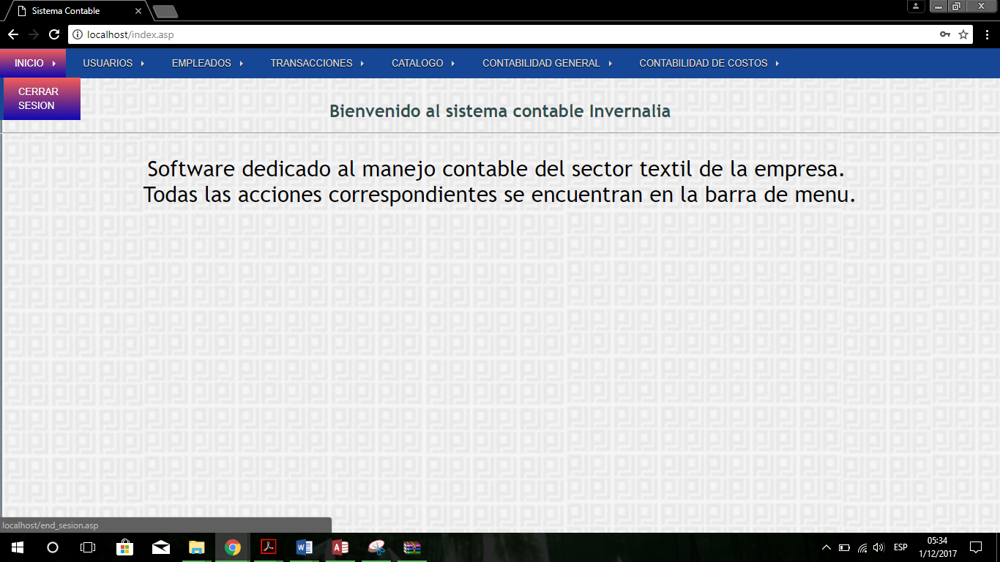 Sistema Contable
localhost/index.asp
INICIO USUARIOS EMPLEADOS TRANSACCIONES CATALOGO CONTABILIDAD GENERAL CONTABILIDAD DE COSTOS
CERRAR
SESION
Bienvenido al sistema contable Invernalia
Software dedicado al manejo contable del sector textil de la empresa.
Todas las acciones correspondientes se encuentran en la barra de menu.
localhost/end_sesion.asp
ESP
05:34
1/12/2017